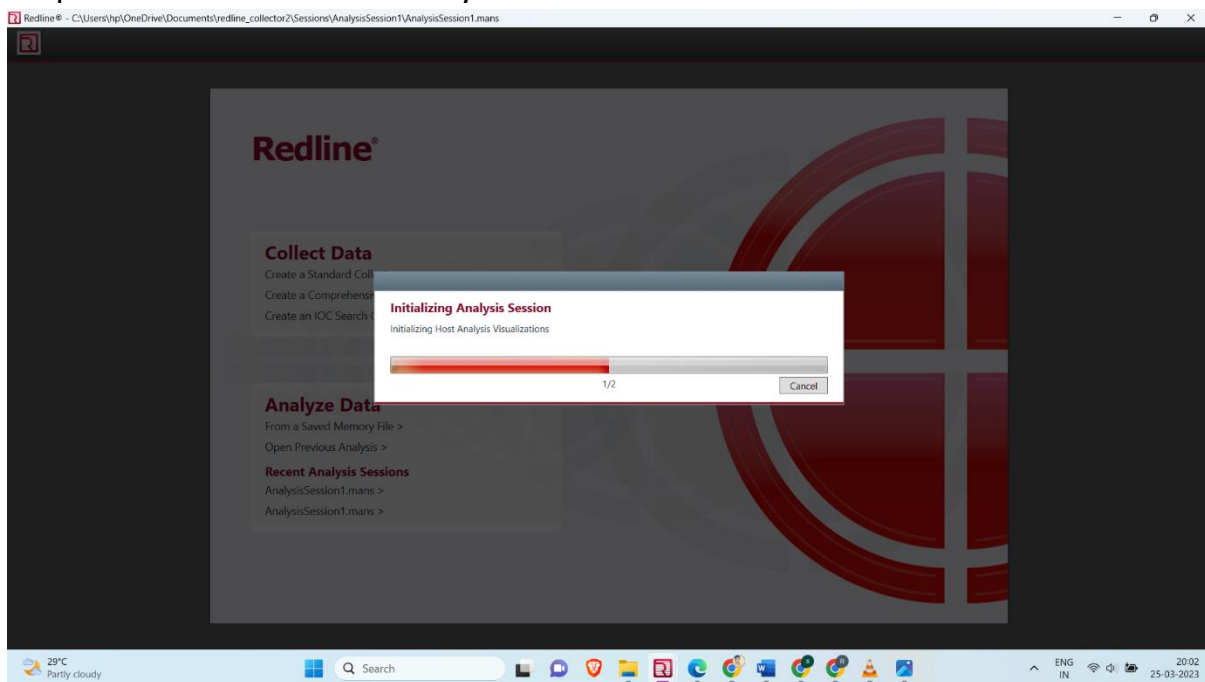 Redline® - C:\Users\hp\OneDrive\Documents\redline_collector2\Sessions\AnalysisSession1\AnalysisSession1.mans
Redline®
Collect Data
Create a Standard Coll
Create a Comprehens
Create an IOC Search
Initializing Analysis Session
Initializing Host Analysis Visualizations
1/2
Cancel
Analyze Data
From a Saved Memory File >
Open Previous Analysis >
Recent Analysis Sessions
AnalysisSession1.mans >
AnalysisSession1.mans >
29°C
Partly cloudy
Search
ENG
IN
20:02
25-03-2023